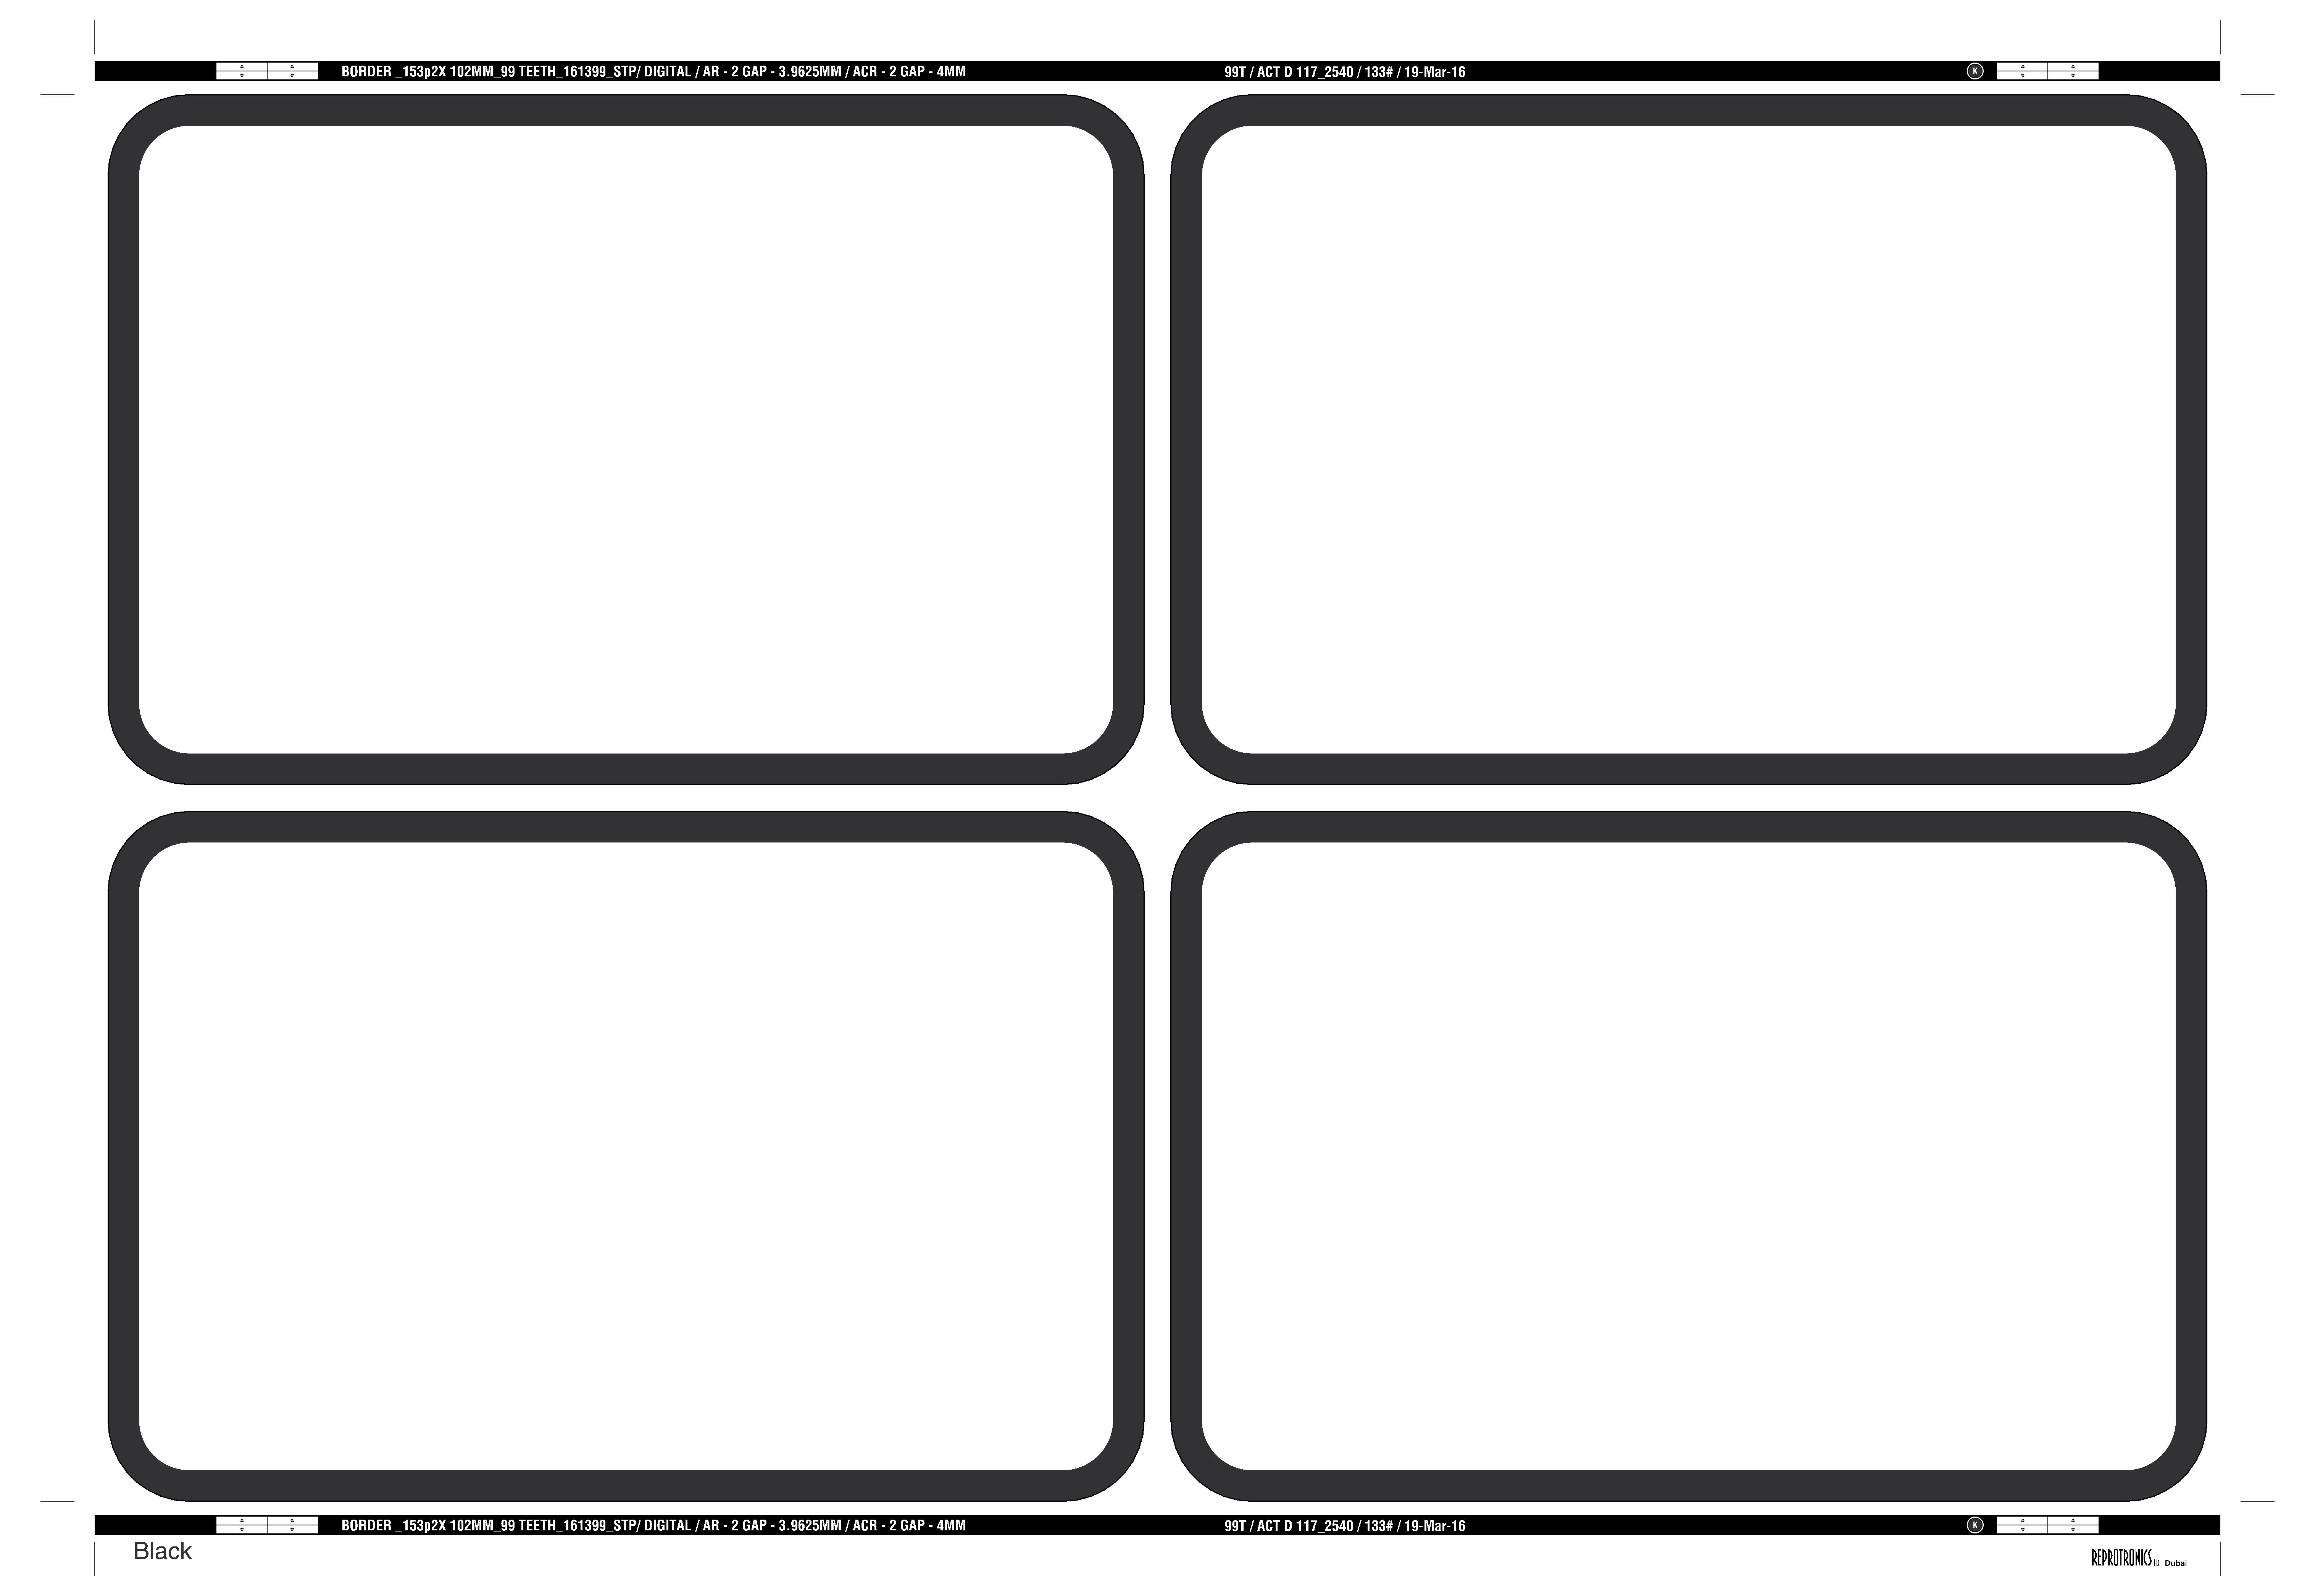 BORDER _153p2X 102MM_99 TEETH_161399_STP/ DIGITAL / AR - 2 GAP - 3.9625MM / ACR - 2 GAP - 4MM 99T / ACT D 117_2540 / 133# / 19-Mar-16 K
BORDER _153p2X 102MM_99 TEETH_161399_STP/ DIGITAL / AR - 2 GAP - 3.9625MM / ACR - 2 GAP - 4MM 99T / ACT D 117_2540 / 133# / 19-Mar-16 K
Black
REPROTRONICS LLC Dubai